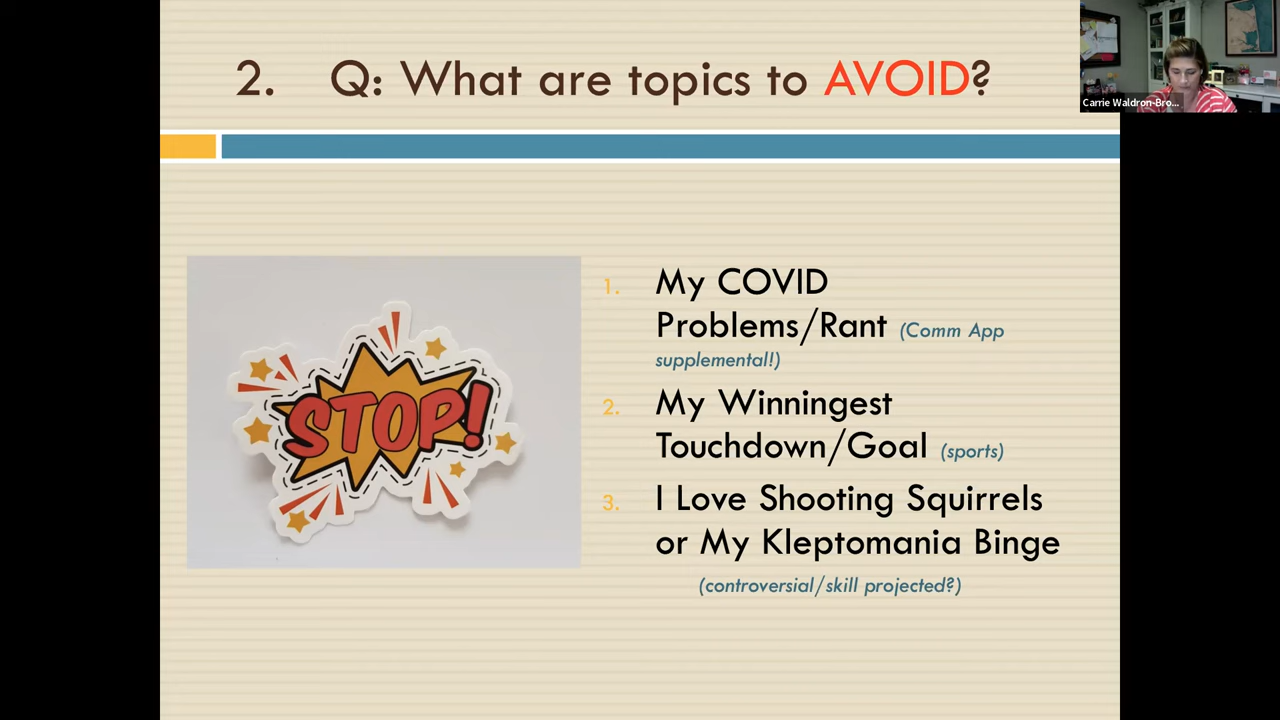 2. Q: What are topics to AVOID?
Carrie Waldron-Bro...
STOP!
1. My COVID
Problems/Rant (Comm App
supplemental!)
2. My Winningest
Touchdown/Goal (sports)
3. I Love Shooting Squirrels
or My Kleptomania Binge
(controversial/skill projected?)